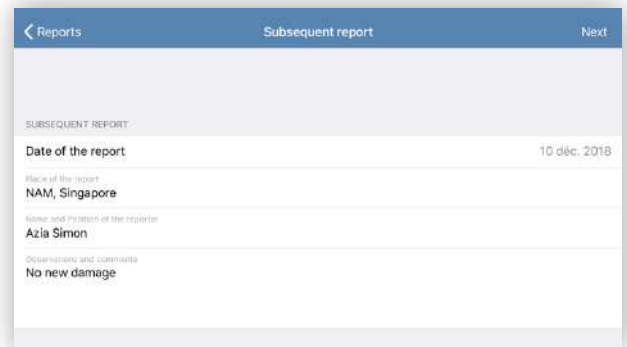 Reports
Subsequent report
Next
SUBSEQUENT REPORT
Date of the report
10 déc. 2018
Place of the report
NAM, Singapore
Name and Position of the reporter
Azia Simon
Observations and comments
No new damage